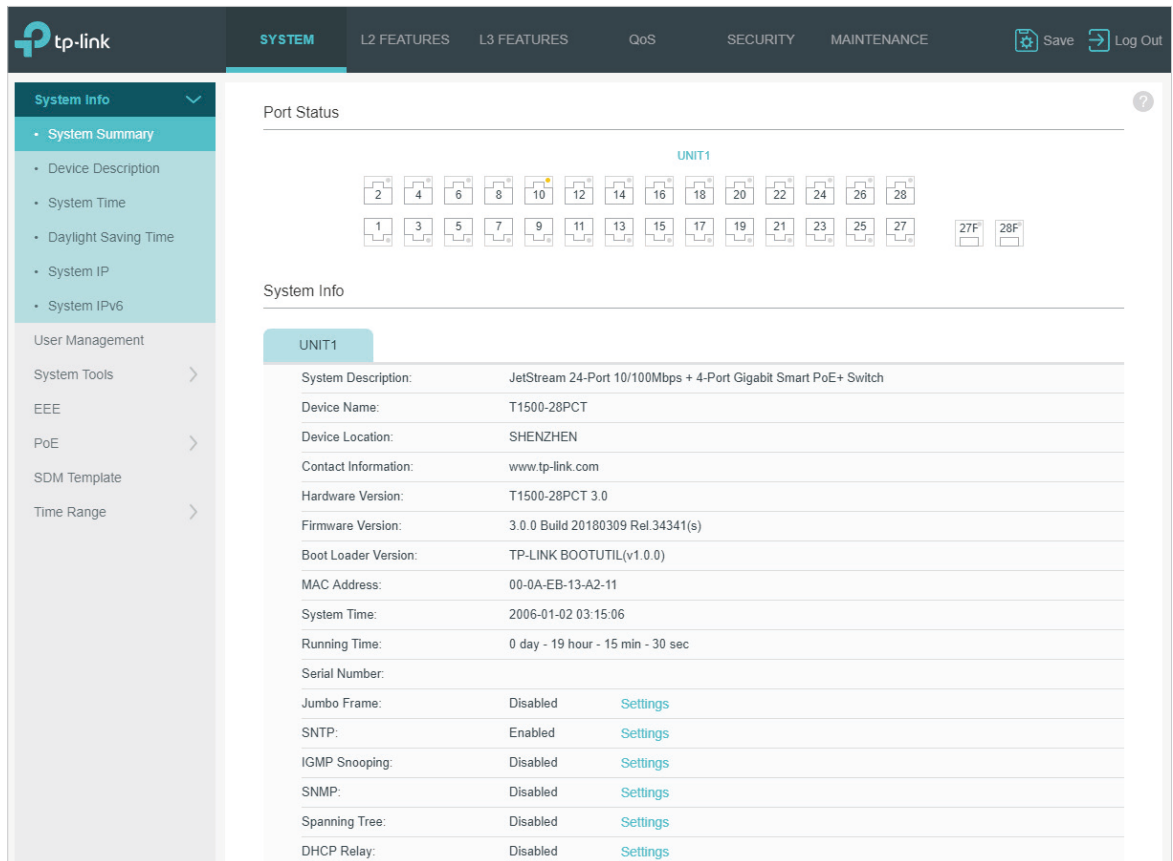 tp-link SYSTEM L2 FEATURES L3 FEATURES QoS SECURITY MAINTENANCE Save Log Out
System Info
• System Summary
• Device Description
• System Time
• Daylight Saving Time
• System IP
• System IPv6
User Management
System Tools
EEE
PoE
SDM Template
Time Range
Port Status ?
UNIT1
2 4 6 8 10 12 14 16 18 20 22 24 26 28
1 3 5 7 9 11 13 15 17 19 21 23 25 27 27F 28F
System Info
UNIT1
System Description: JetStream 24-Port 10/100Mbps + 4-Port Gigabit Smart PoE+ Switch
Device Name: T1500-28PCT
Device Location: SHENZHEN
Contact Information: www.tp-link.com
Hardware Version: T1500-28PCT 3.0
Firmware Version: 3.0.0 Build 20180309 Rel.34341(s)
Boot Loader Version: TP-LINK BOOTUTIL(v1.0.0)
MAC Address: 00-0A-EB-13-A2-11
System Time: 2006-01-02 03:15:06
Running Time: 0 day - 19 hour - 15 min - 30 sec
Serial Number:
Jumbo Frame: Disabled Settings
SNTP: Enabled Settings
IGMP Snooping: Disabled Settings
SNMP: Disabled Settings
Spanning Tree: Disabled Settings
DHCP Relay: Disabled Settings